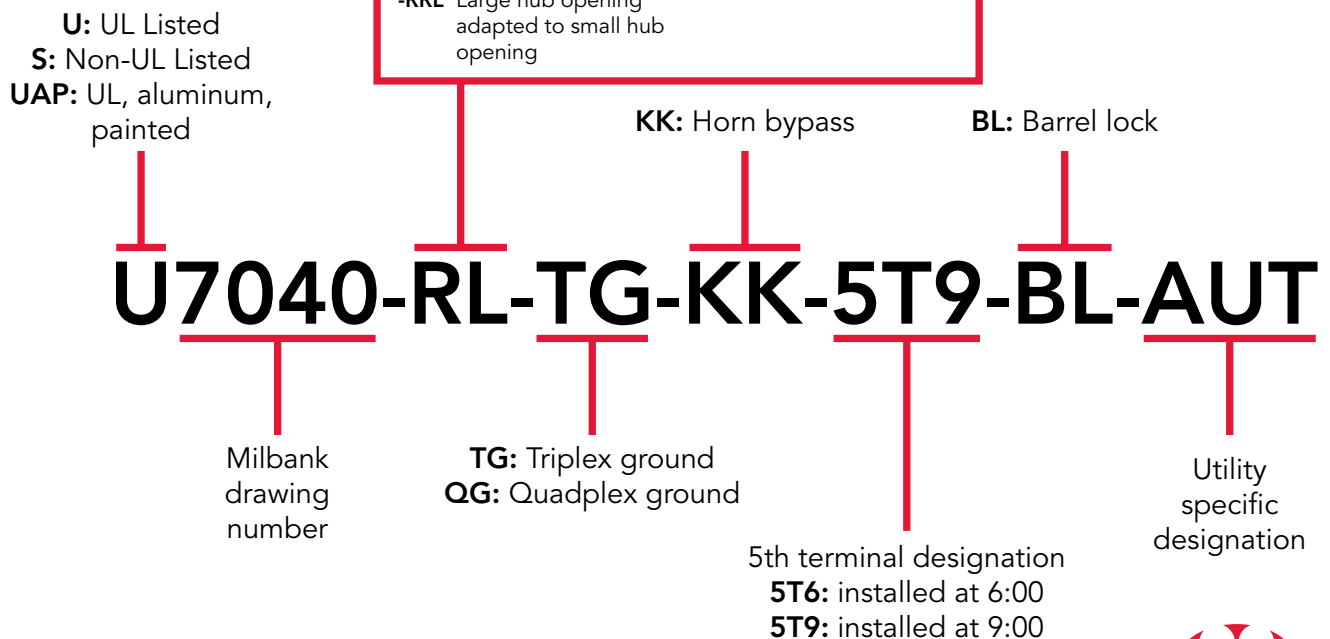 -RRL Large hub opening
adapted to small hub
opening
U: UL Listed
S: Non-UL Listed
UAP: UL, aluminum,
painted
KK: Horn bypass
BL: Barrel lock
U7040-RL-TG-KK-5T9-BL-AUT
Milbank
drawing
number
TG: Triplex ground
QG: Quadplex ground
5th terminal designation
5T6: installed at 6:00
5T9: installed at 9:00
Utility
specific
designation